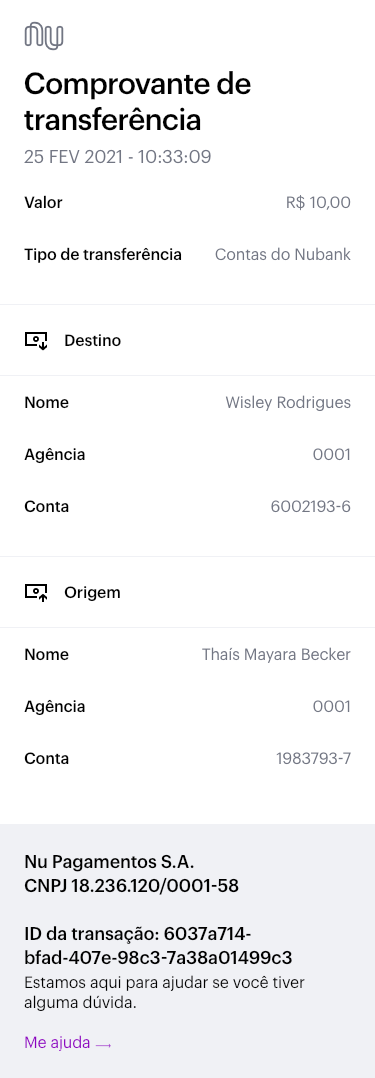 nu
Comprovante de
transferência
25 FEV 2021 - 10:33:09
Valor R$ 10,00
Tipo de transferência Contas do Nubank
Destino
Nome Wisley Rodrigues
Agência 0001
Conta 6002193-6
Origem
Nome Thaís Mayara Becker
Agência 0001
Conta 1983793-7
Nu Pagamentos S.A.
CNPJ 18.236.120/0001-58
ID da transação: 6037a714-
bfad-407e-98c3-7a38a01499c3
Estamos aqui para ajudar se você tiver
alguma dúvida.
Me ajuda →